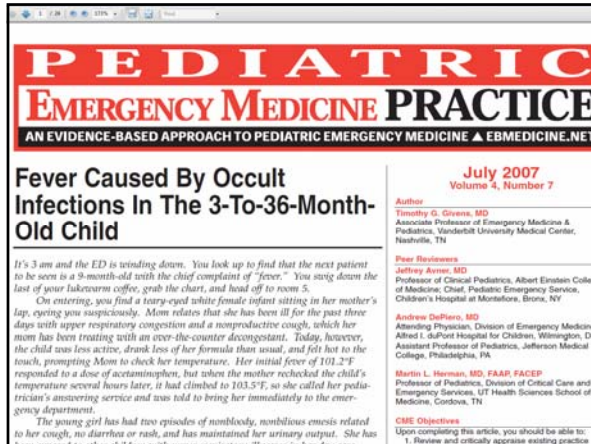 1 / 28
Find
PEDIATRIC
EMERGENCY MEDICINE PRACTICE
AN EVIDENCE-BASED APPROACH TO PEDIATRIC EMERGENCY MEDICINE ▲ EBMEDICINE.NET
Fever Caused By Occult
Infections In The 3-To-36-Month-
Old Child
It's 3 am and the ED is winding down. You look up to find that the next patient
to be seen is a 9-month-old with the chief complaint of "fever." You swig down the
last of your lukewarm coffee, grab the chart, and head off to room 5.
On entering, you find a teary-eyed white female infant sitting in her mother's
lap, eyeing you suspiciously. Mom relates that she has been ill for the past three
days with upper respiratory congestion and a nonproductive cough, which her
mom has been treating with an over-the-counter decongestant. Today, however,
the child was less active, drank less of her formula than usual, and felt hot to the
touch, prompting Mom to check her temperature. Her initial fever of 101.2°F
responded to a dose of acetaminophen, but when the mother rechecked the child's
temperature several hours later, it had climbed to 103.5°F, so she called her pedia-
trician's answering service and was told to bring her immediately to the emer-
gency department.
The young girl has had two episodes of nonbloody, nonbilious emesis related
to her cough, no diarrhea or rash, and has maintained her urinary output. She has
July 2007
Volume 4, Number 7
Author
Timothy G. Givens, MD
Associate Professor of Emergency Medicine &
Pediatrics, Vanderbilt University Medical Center,
Nashville, TN
Peer Reviewers
Jeffrey Avner, MD
Professor of Clinical Pediatrics, Albert Einstein Colle
of Medicine; Chief, Pediatric Emergency Service,
Children's Hospital at Montefiore, Bronx, NY
Andrew DePiero, MD
Attending Physician, Division of Emergency Medicin
Alfred I. duPont Hospital for Children, Wilmington, D
Assistant Professor of Pediatrics, Jefferson Medical
College, Philadelphia, PA
Martin L. Herman, MD, FAAP, FACEP
Professor of Pediatrics, Division of Critical Care and
Emergency Services, UT Health Sciences School of
Medicine, Cordova, TN
CME Objectives
Upon completing this article, you should be able to:
1. Review and critically appraise existing practice